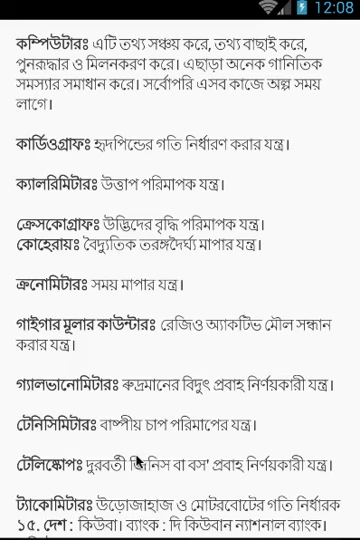 12:08
কম্পিউটারঃ এটি তথ্য সঞ্চয় করে, তথ্য বাছাই করে,
পুনরূদ্ধার ও মিলনকরণ করে। এছাড়া অনেক গানিতিক
সমস্যার সমাধান করে। সর্বোপরি এসব কাজে অল্প সময়
লাগে।
কার্ডিওগ্রাফঃ হৃদপিন্ডের গতি নির্ধারণ করার যন্ত্র।
ক্যালরিমিটারঃ উত্তাপ পরিমাপক যন্ত্র।
ক্রেসকোগ্রাফঃ উদ্ভিদের বৃদ্ধি পরিমাপক যন্ত্র।
কোহেরায়ঃ বৈদ্যুতিক তরঙ্গদৈর্ঘ্য মাপার যন্ত্র।
ক্রনোমিটারঃ সময় মাপার যন্ত্র।
গাইগার মূলার কাউন্টারঃ রেজিও অ্যাকটিভ মৌল সন্ধান
করার যন্ত্র।
গ্যালভানোমিটারঃ রুদ্রমানের বিদুৎ প্রবাহ নির্ণয়কারী যন্ত্র।
টেনিসিমিটারঃ বাষ্পীয় চাপ পরিমাপের যন্ত্র।
টেলিষ্কোপঃ দুরবর্তী জিনিস বা বস' প্রবাহ নির্ণয়কারী যন্ত্র।
ট্যাকোমিটারঃ উড়োজাহাজ ও মোটরবোটের গতি নির্ধারক
১৫. দেশ : কিউবা। ব্যাংক : দি কিউবান ন্যাশনাল ব্যাংক।